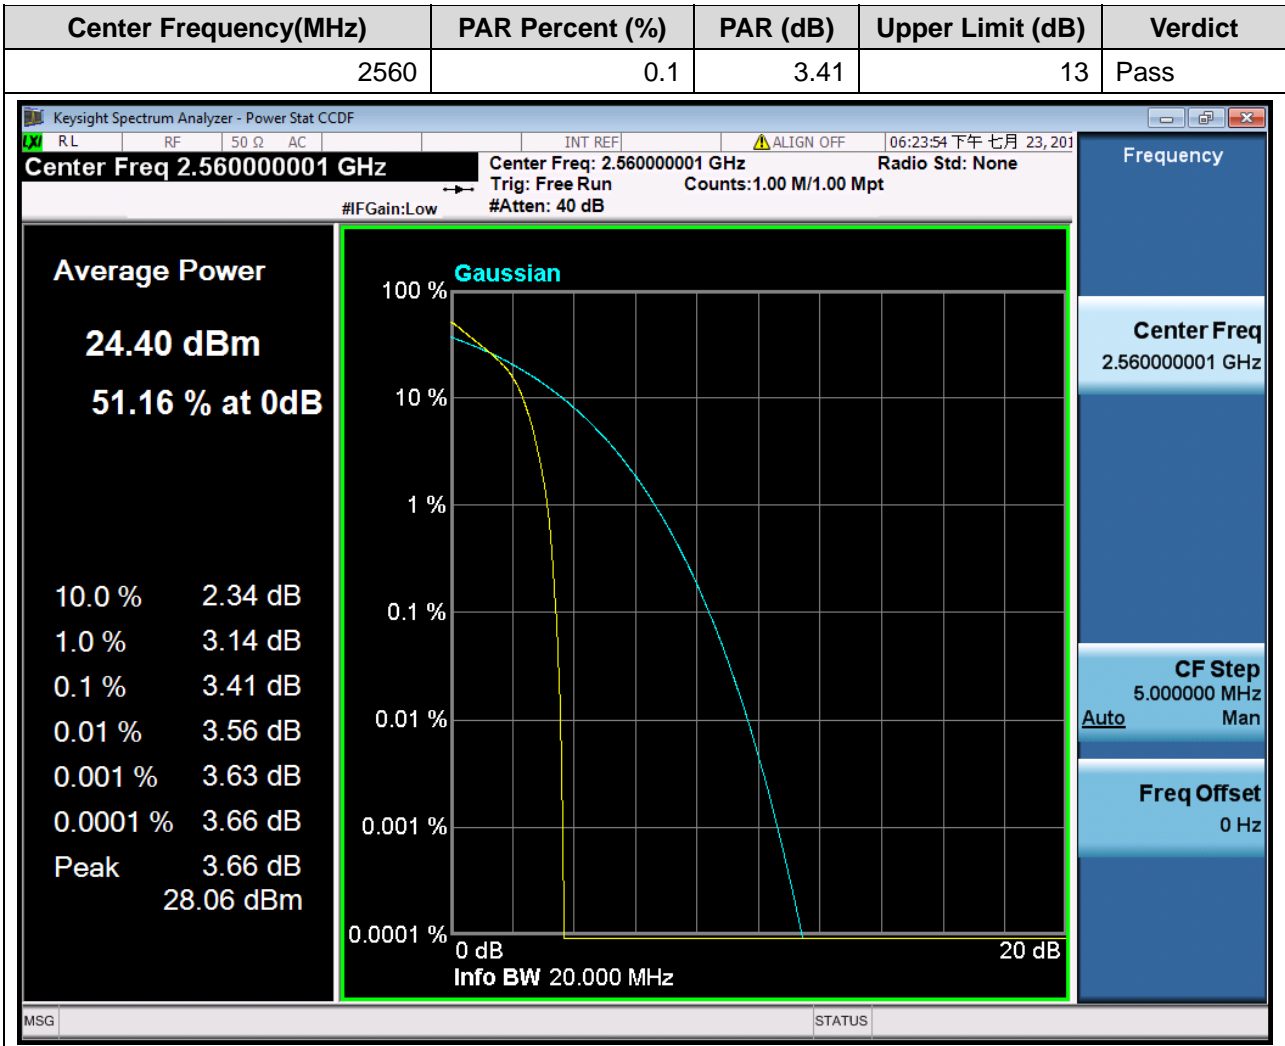 Center Frequency(MHz) PAR Percent (%) PAR (dB) Upper Limit (dB) Verdict
2560 0.1 3.41 13 Pass
Keysight Spectrum Analyzer - Power Stat CCDF
LXI RL RF 50 Ω AC INT REF ALIGN OFF 06:23:54 下午 七月 23, 201
Center Freq 2.560000001 GHz
Center Freq: 2.560000001 GHz Radio Std: None
Trig: Free Run Counts:1.00 M/1.00 Mpt
#IFGain:Low #Atten: 40 dB
Frequency
Average Power
24.40 dBm
51.16 % at 0dB
10.0 % 2.34 dB
1.0 % 3.14 dB
0.1 % 3.41 dB
0.01 % 3.56 dB
0.001 % 3.63 dB
0.0001 % 3.66 dB
Peak 3.66 dB
28.06 dBm
Gaussian
100 %
10 %
1 %
0.1 %
0.01 %
0.001 %
0.0001 %
0 dB 20 dB
Info BW 20.000 MHz
Center Freq
2.560000001 GHz
CF Step
5.000000 MHz
Auto Man
Freq Offset
0 Hz
MSG STATUS